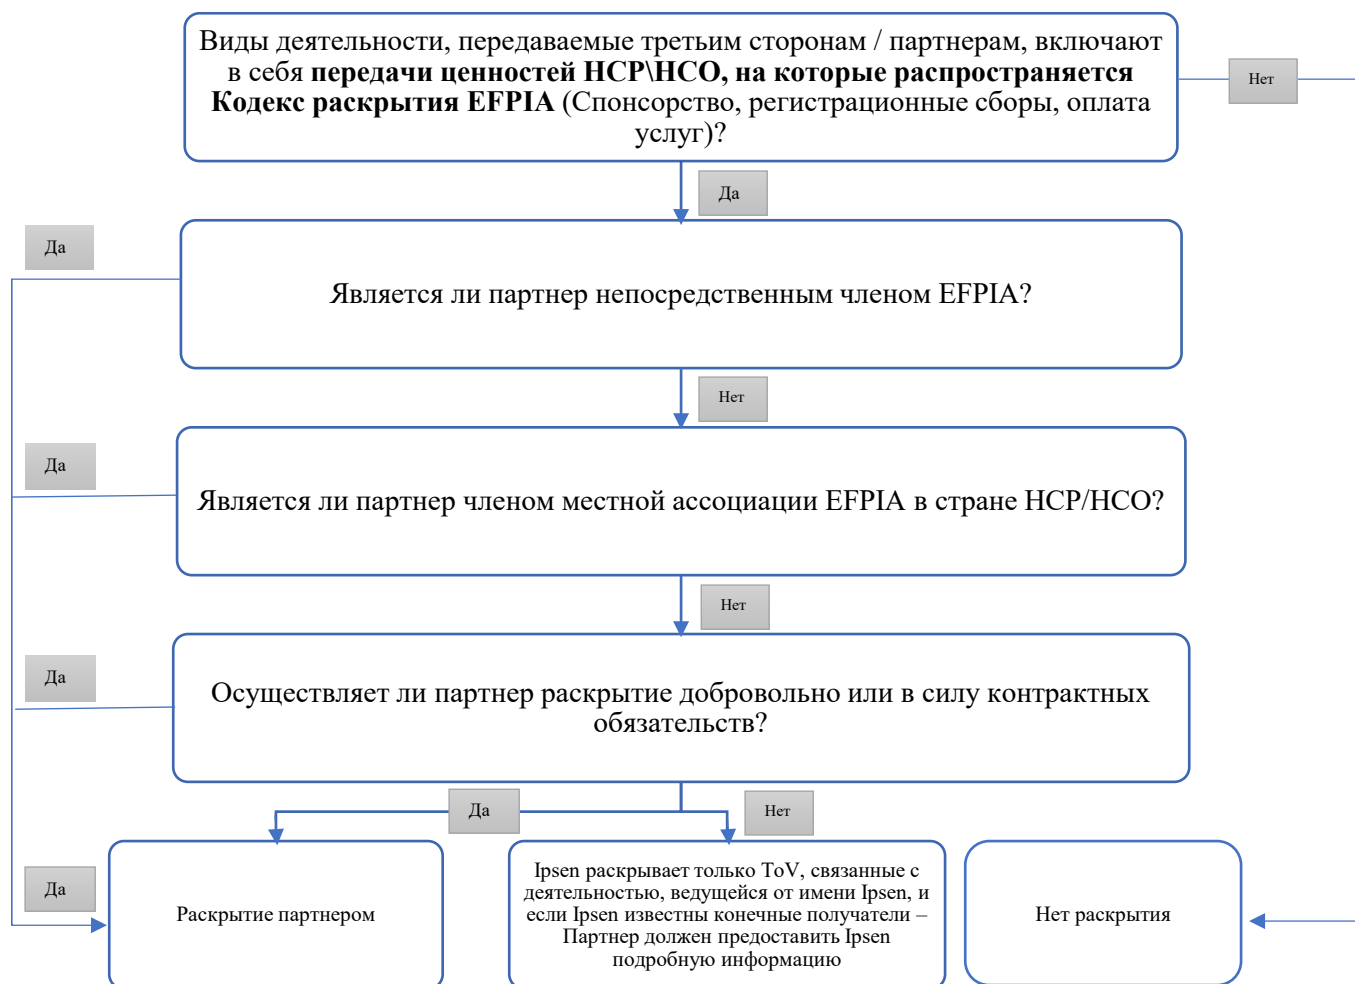 Виды деятельности, передаваемые третьим сторонам / партнерам, включают
в себя передачи ценностей HCP\HCO, на которые распространяется
Кодекс раскрытия EFPIA (Спонсорство, регистрационные сборы, оплата
услуг)?
Нет
Да
Да
Является ли партнер непосредственным членом EFPIA?
Нет
Да
Является ли партнер членом местной ассоциации EFPIA в стране HCP/HCO?
Нет
Да
Осуществляет ли партнер раскрытие добровольно или в силу контрактных
обязательств?
Да
Нет
Да
Раскрытие партнером
Ipsen раскрывает только ToV, связанные с
деятельностью, ведущейся от имени Ipsen, и
если Ipsen известны конечные получатели –
Партнер должен предоставить Ipsen
подробную информацию
Нет раскрытия